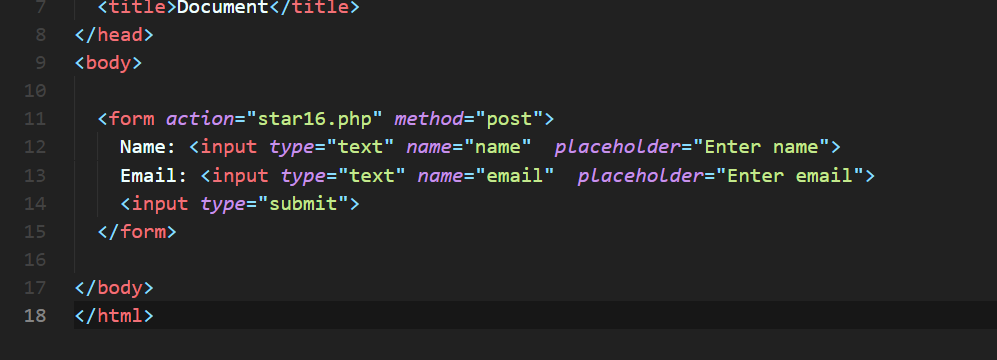 7 <title>Document</title>
8 </head>
9 <body>
10
11 <form action="star16.php" method="post">
12 Name: <input type="text" name="name"  placeholder="Enter name">
13 Email: <input type="text" name="email"  placeholder="Enter email">
14 <input type="submit">
15 </form>
16
17 </body>
18 </html>